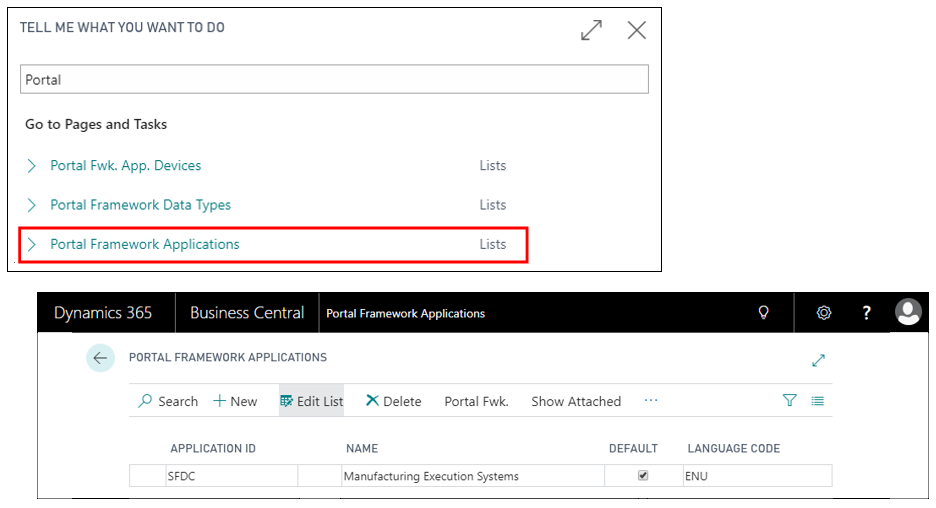 TELL ME WHAT YOU WANT TO DO
Portal
Go to Pages and Tasks
Portal Fwk. App. Devices Lists
Portal Framework Data Types Lists
Portal Framework Applications Lists
Dynamics 365 Business Central Portal Framework Applications ?
PORTAL FRAMEWORK APPLICATIONS
Search New Edit List Delete Portal Fwk. Show Attached ...
APPLICATION ID NAME DEFAULT LANGUAGE CODE
SFDC Manufacturing Execution Systems ENU